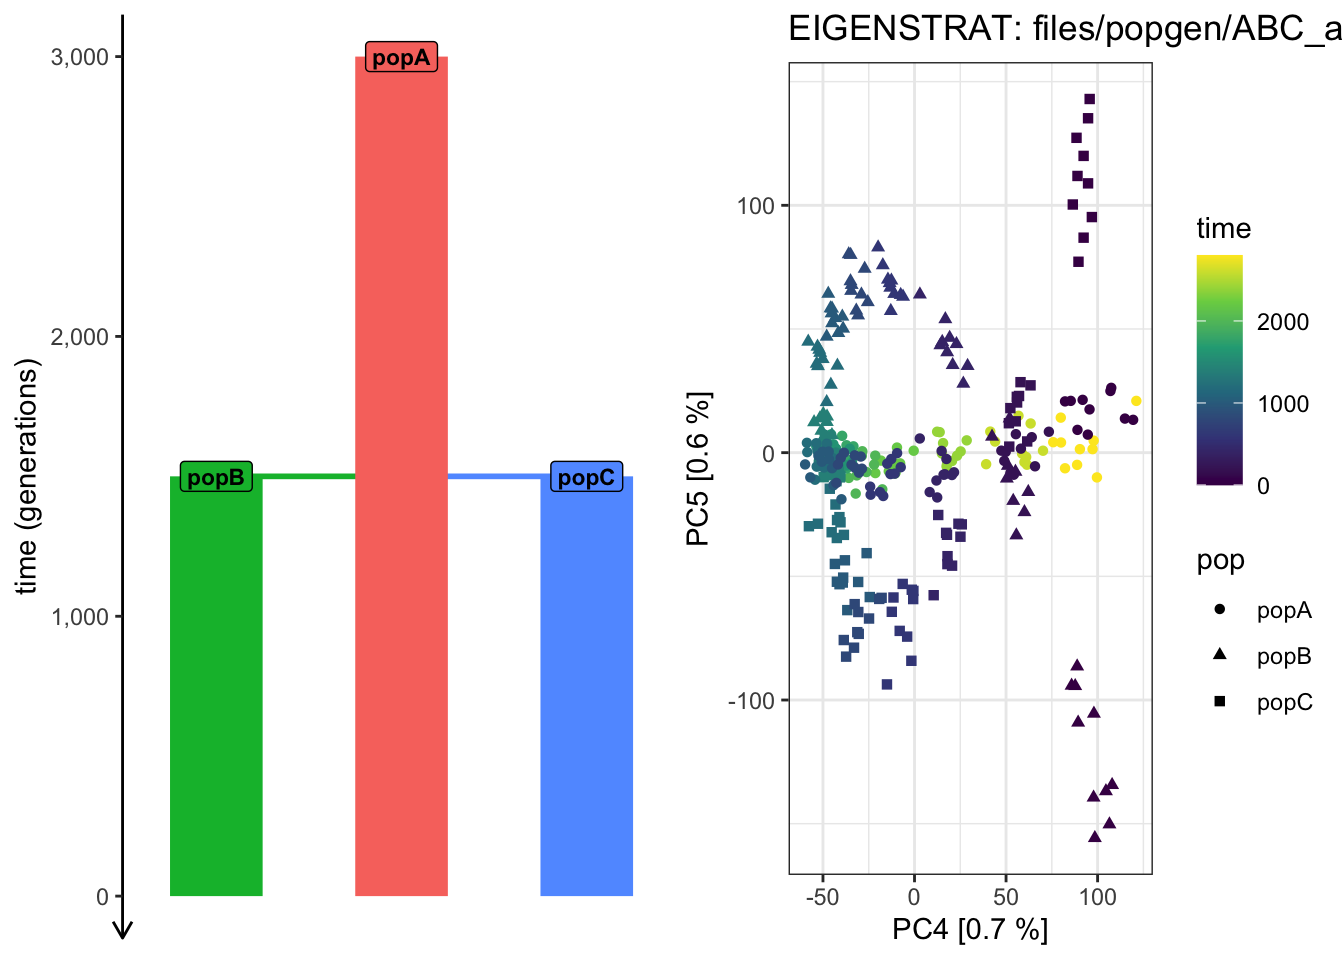 time (generations)
3,000
2,000
1,000
0
popA
popB
popC
EIGENSTRAT: files/popgen/ABC_a
PC5 [0.6 %]
100
0
-100
-50
0
50
100
PC4 [0.7 %]
time
2000
1000
0
pop
popA
popB
popC